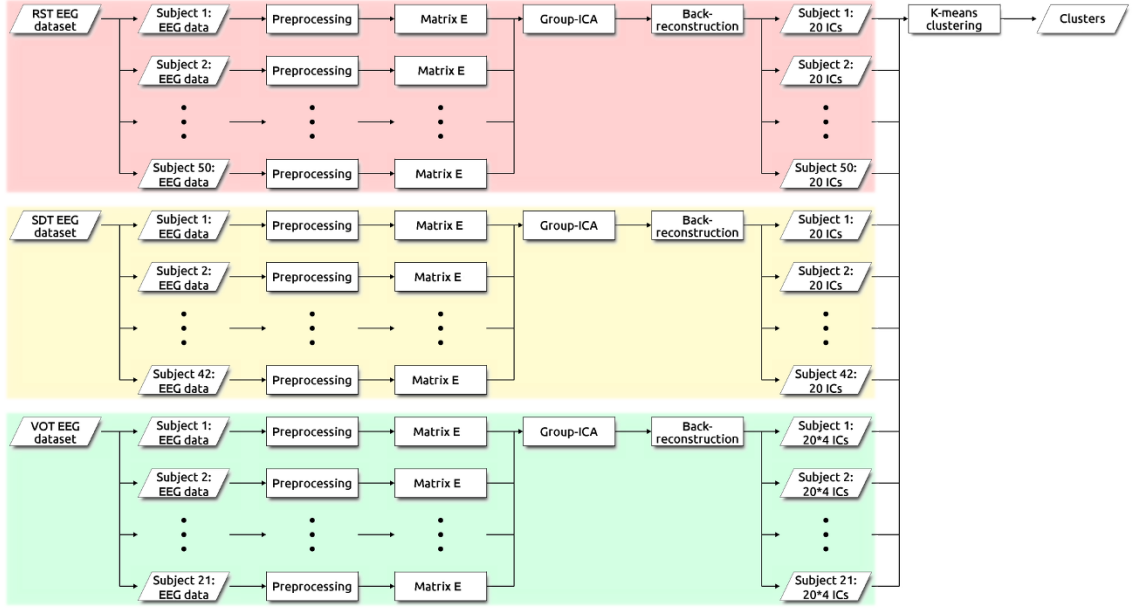 RST EEG
dataset
Subject 1:
EEG data
Preprocessing
Matrix E
Group-ICA
Back-
reconstruction
Subject 1:
20 ICs
K-means
clustering
Clusters
Subject 2:
EEG data
Preprocessing
Matrix E
Subject 2:
20 ICs
Subject 50:
EEG data
Preprocessing
Matrix E
Subject 50:
20 ICs
SDT EEG
dataset
Subject 1:
EEG data
Preprocessing
Matrix E
Group-ICA
Back-
reconstruction
Subject 1:
20 ICs
Subject 2:
EEG data
Preprocessing
Matrix E
Subject 2:
20 ICs
Subject 42:
EEG data
Preprocessing
Matrix E
Subject 42:
20 ICs
VOT EEG
dataset
Subject 1:
EEG data
Preprocessing
Matrix E
Group-ICA
Back-
reconstruction
Subject 1:
20*4 ICs
Subject 2:
EEG data
Preprocessing
Matrix E
Subject 2:
20*4 ICs
Subject 21:
EEG data
Preprocessing
Matrix E
Subject 21:
20*4 ICs